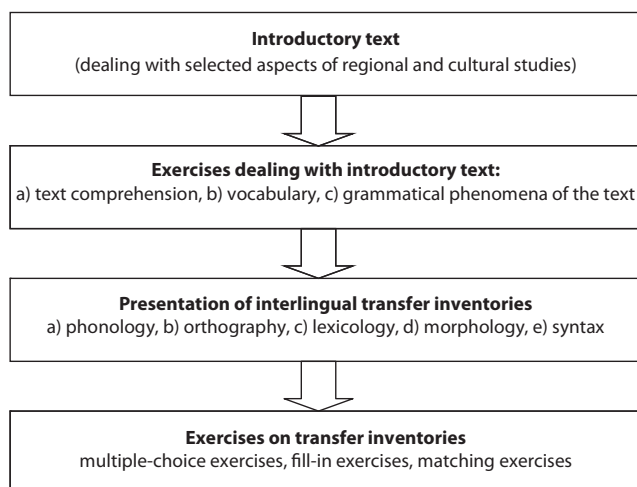 Introductory text
(dealing with selected aspects of regional and cultural studies)
Exercises dealing with introductory text:
a) text comprehension, b) vocabulary, c) grammatical phenomena of the text
Presentation of interlingual transfer inventories
a) phonology, b) orthography, c) lexicology, d) morphology, e) syntax
Exercises on transfer inventories
multiple-choice exercises, fill-in exercises, matching exercises